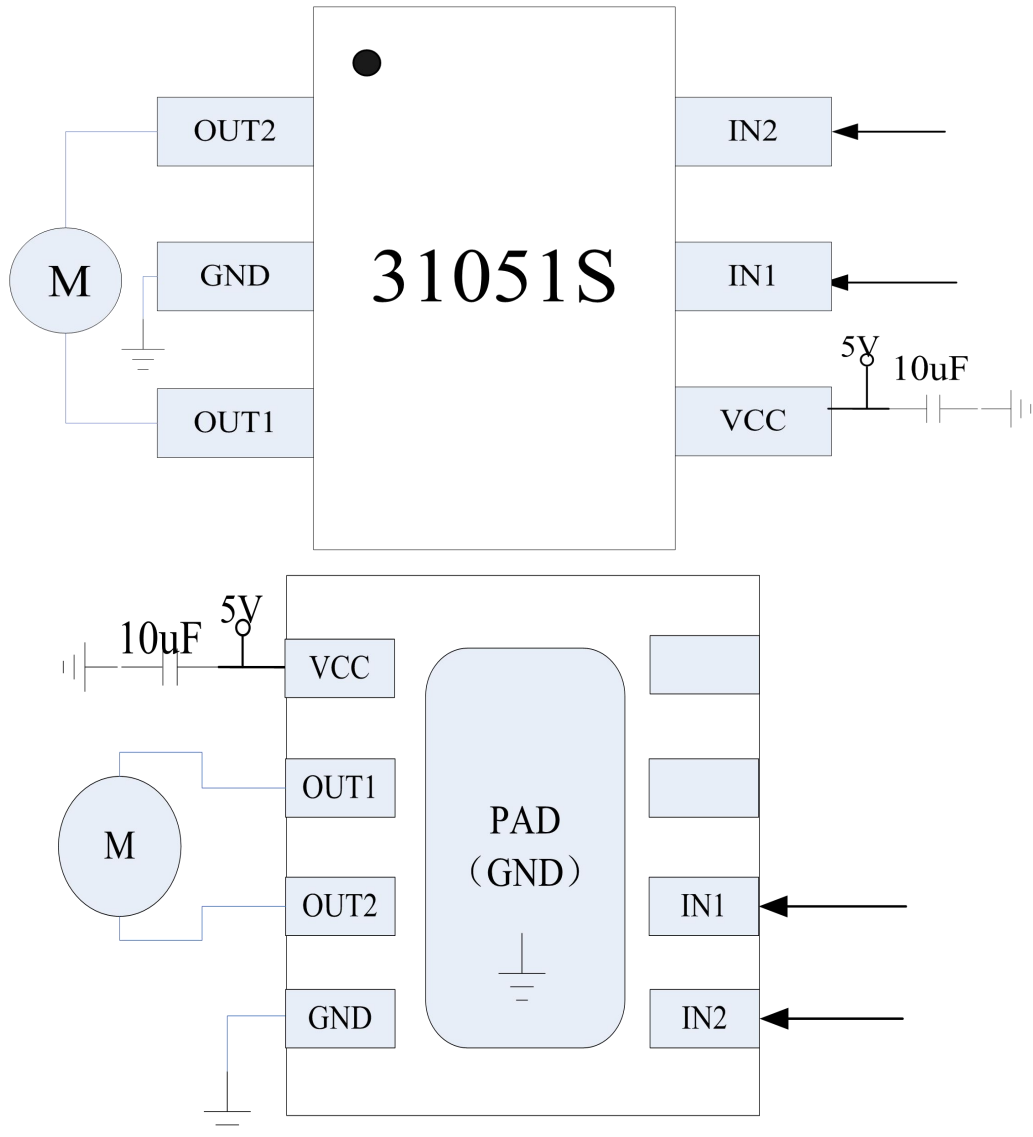 OUT2
IN2
M
GND
31051S
IN1
5V
10uF
OUT1
VCC
10uF
5V
VCC
OUT1
M
PAD
（GND）
OUT2
IN1
GND
IN2